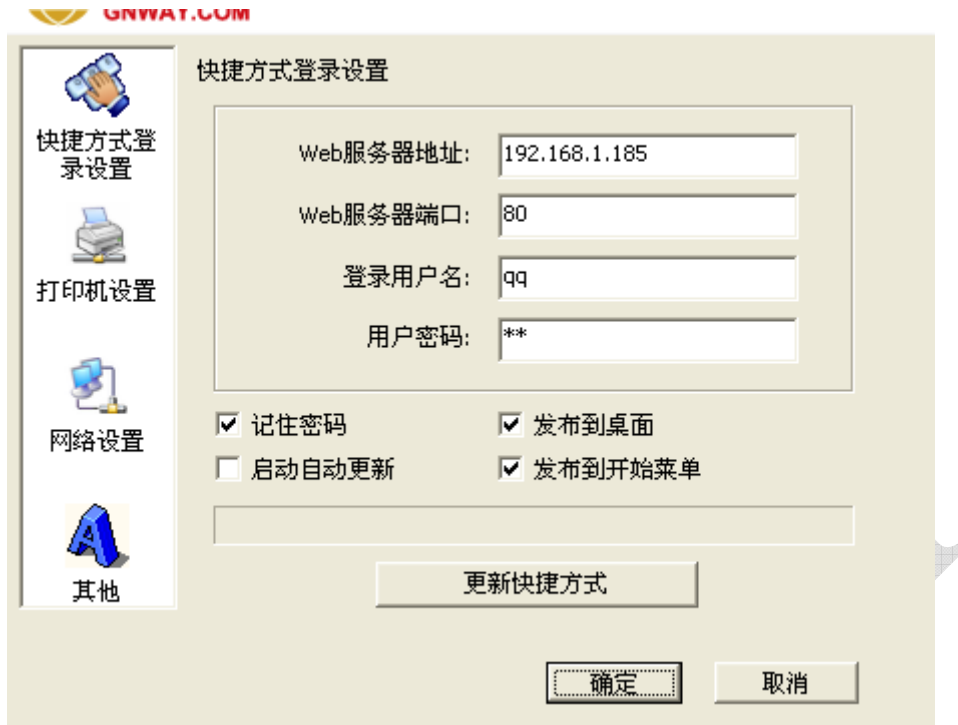 GNWAY.COM
快捷方式登录设置
快捷方式登
录设置
打印机设置
网络设置
其他
Web服务器地址:
192.168.1.185
Web服务器端口:
80
登录用户名:
qq
用户密码:
**
记住密码
发布到桌面
启动自动更新
发布到开始菜单
更新快捷方式
确定
取消